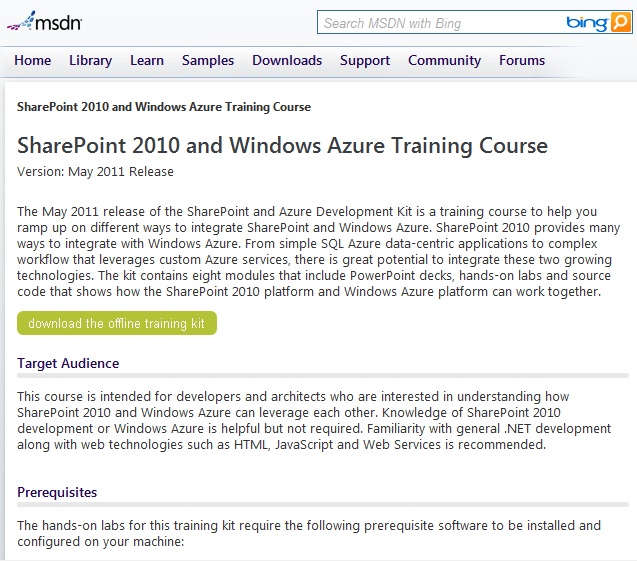 msdn
Search MSDN with Bing
bing
Home Library Learn Samples Downloads Support Community Forums
SharePoint 2010 and Windows Azure Training Course
SharePoint 2010 and Windows Azure Training Course
Version: May 2011 Release
The May 2011 release of the SharePoint and Azure Development Kit is a training course to help you
ramp up on different ways to integrate SharePoint and Windows Azure. SharePoint 2010 provides many
ways to integrate with Windows Azure. From simple SQL Azure data-centric applications to complex
workflow that leverages custom Azure services, there is great potential to integrate these two growing
technologies. The kit contains eight modules that include PowerPoint decks, hands-on labs and source
code that shows how the SharePoint 2010 platform and Windows Azure platform can work together.
download the offline training kit
Target Audience
This course is intended for developers and architects who are interested in understanding how
SharePoint 2010 and Windows Azure can leverage each other. Knowledge of SharePoint 2010
development or Windows Azure is helpful but not required. Familiarity with general .NET development
along with web technologies such as HTML, JavaScript and Web Services is recommended.
Prerequisites
The hands-on labs for this training kit require the following prerequisite software to be installed and
configured on your machine: